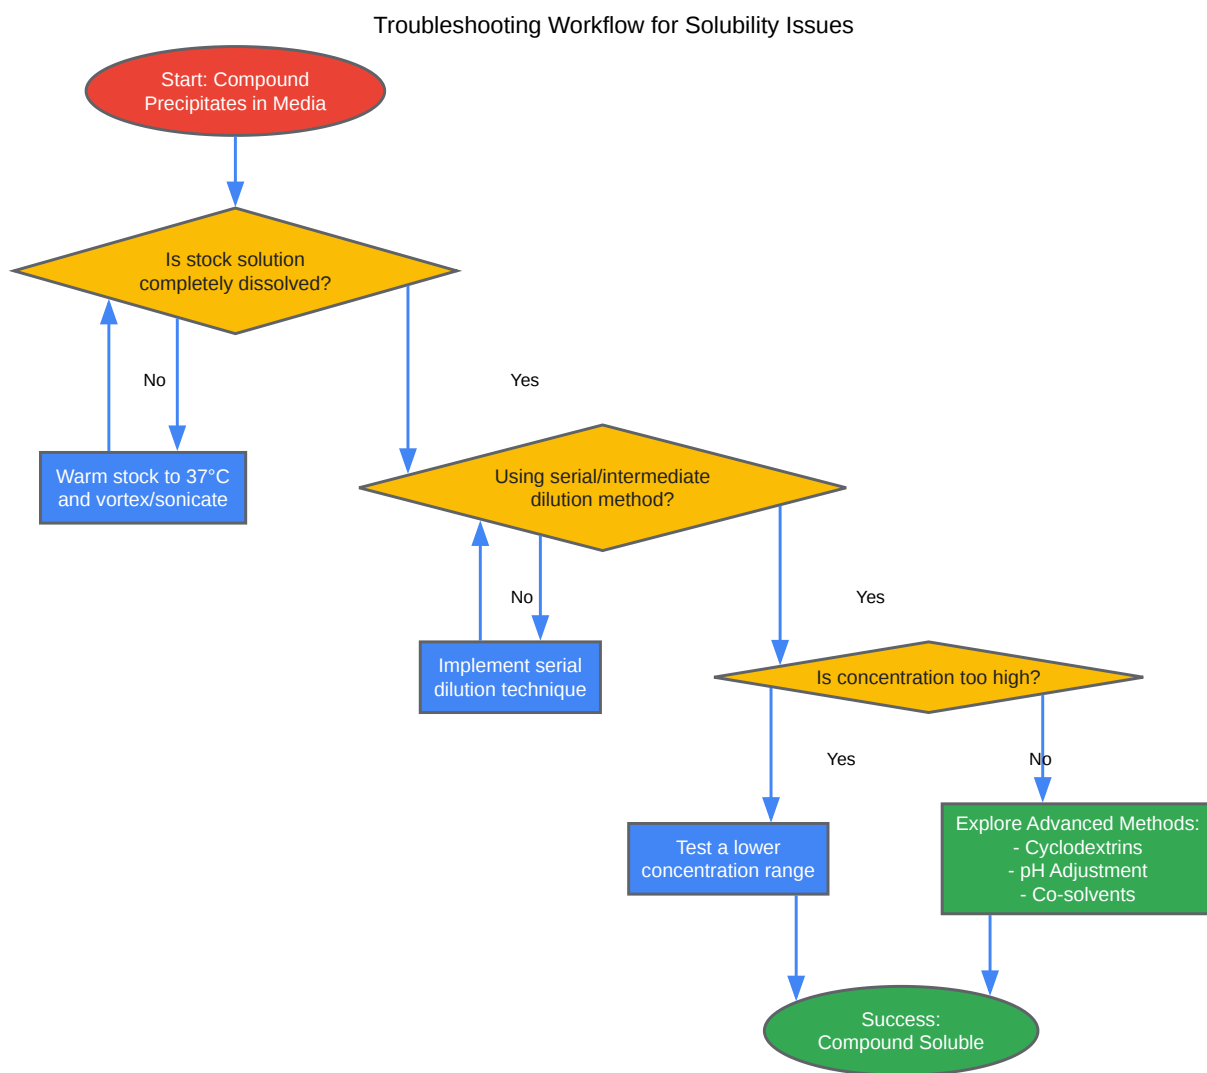 Troubleshooting Workflow for Solubility Issues
Start: Compound
Precipitates in Media
Is stock solution
completely dissolved?
No
Yes
Warm stock to 37°C
and vortex/sonicate
Using serial/intermediate
dilution method?
No
Yes
Implement serial
dilution technique
Is concentration too high?
Yes
No
Test a lower
concentration range
Explore Advanced Methods:
- Cyclodextrins
- pH Adjustment
- Co-solvents
Success:
Compound Soluble